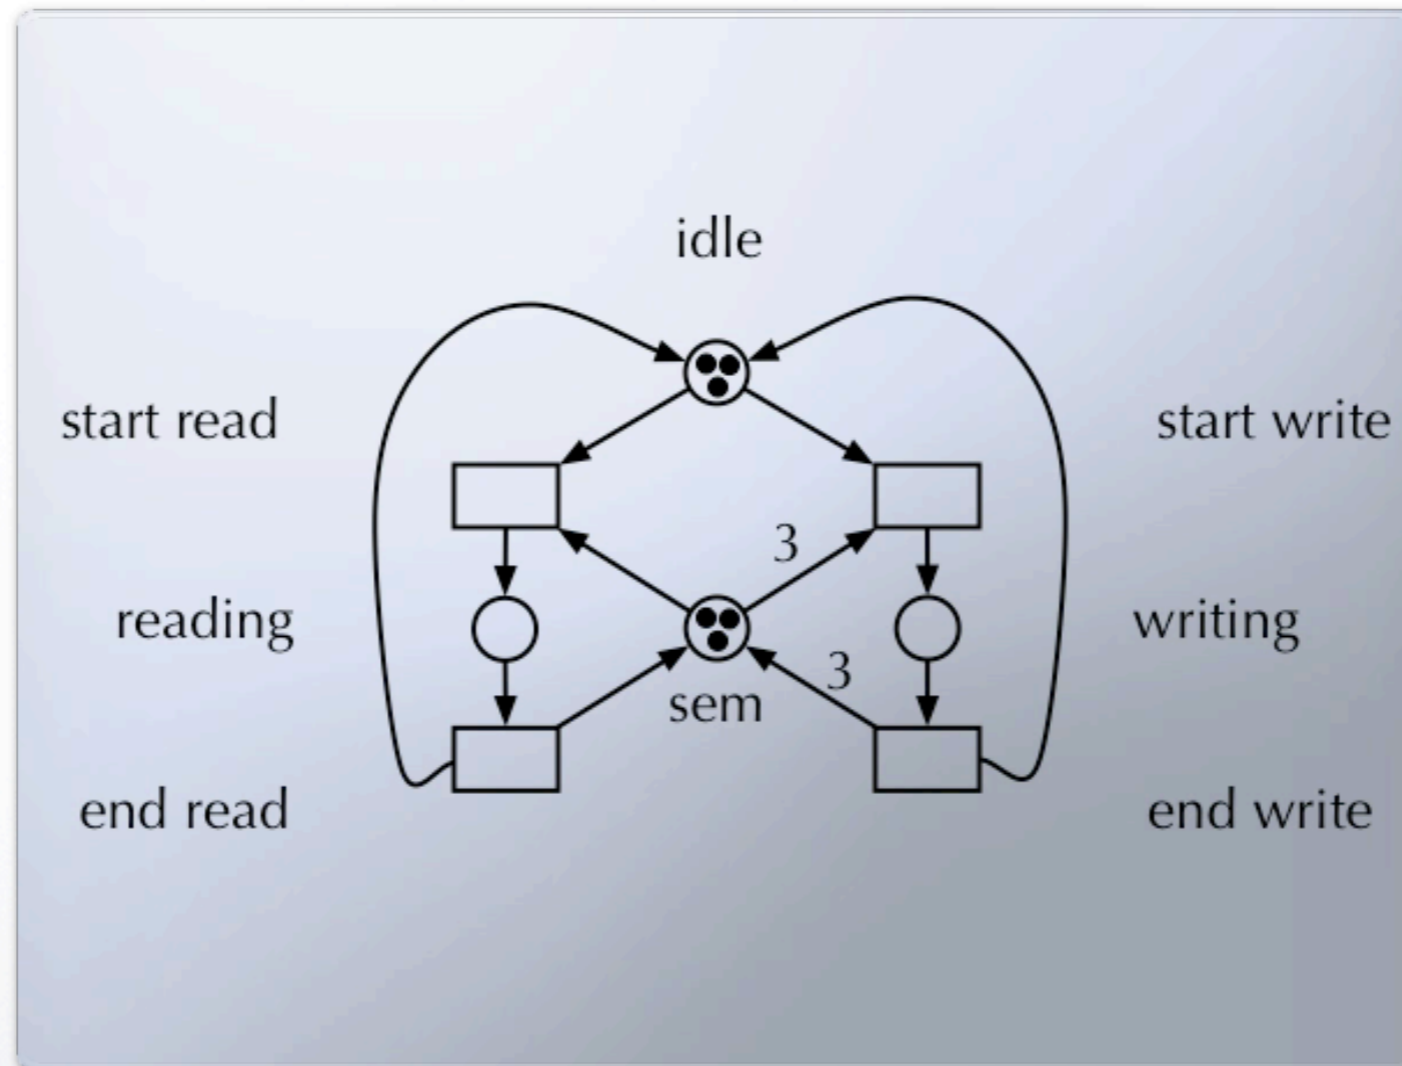 idle
start read
start write
3
reading
writing
3
sem
end read
end write